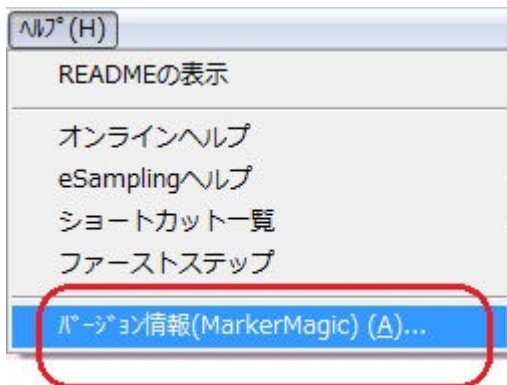 ﾍﾙﾌﾟ(H)
READMEの表示
オンラインヘルプ
eSamplingヘルプ
ショートカット一覧
ファーストステップ
ﾊﾞｰｼﾞｮﾝ情報(MarkerMagic) (A)...